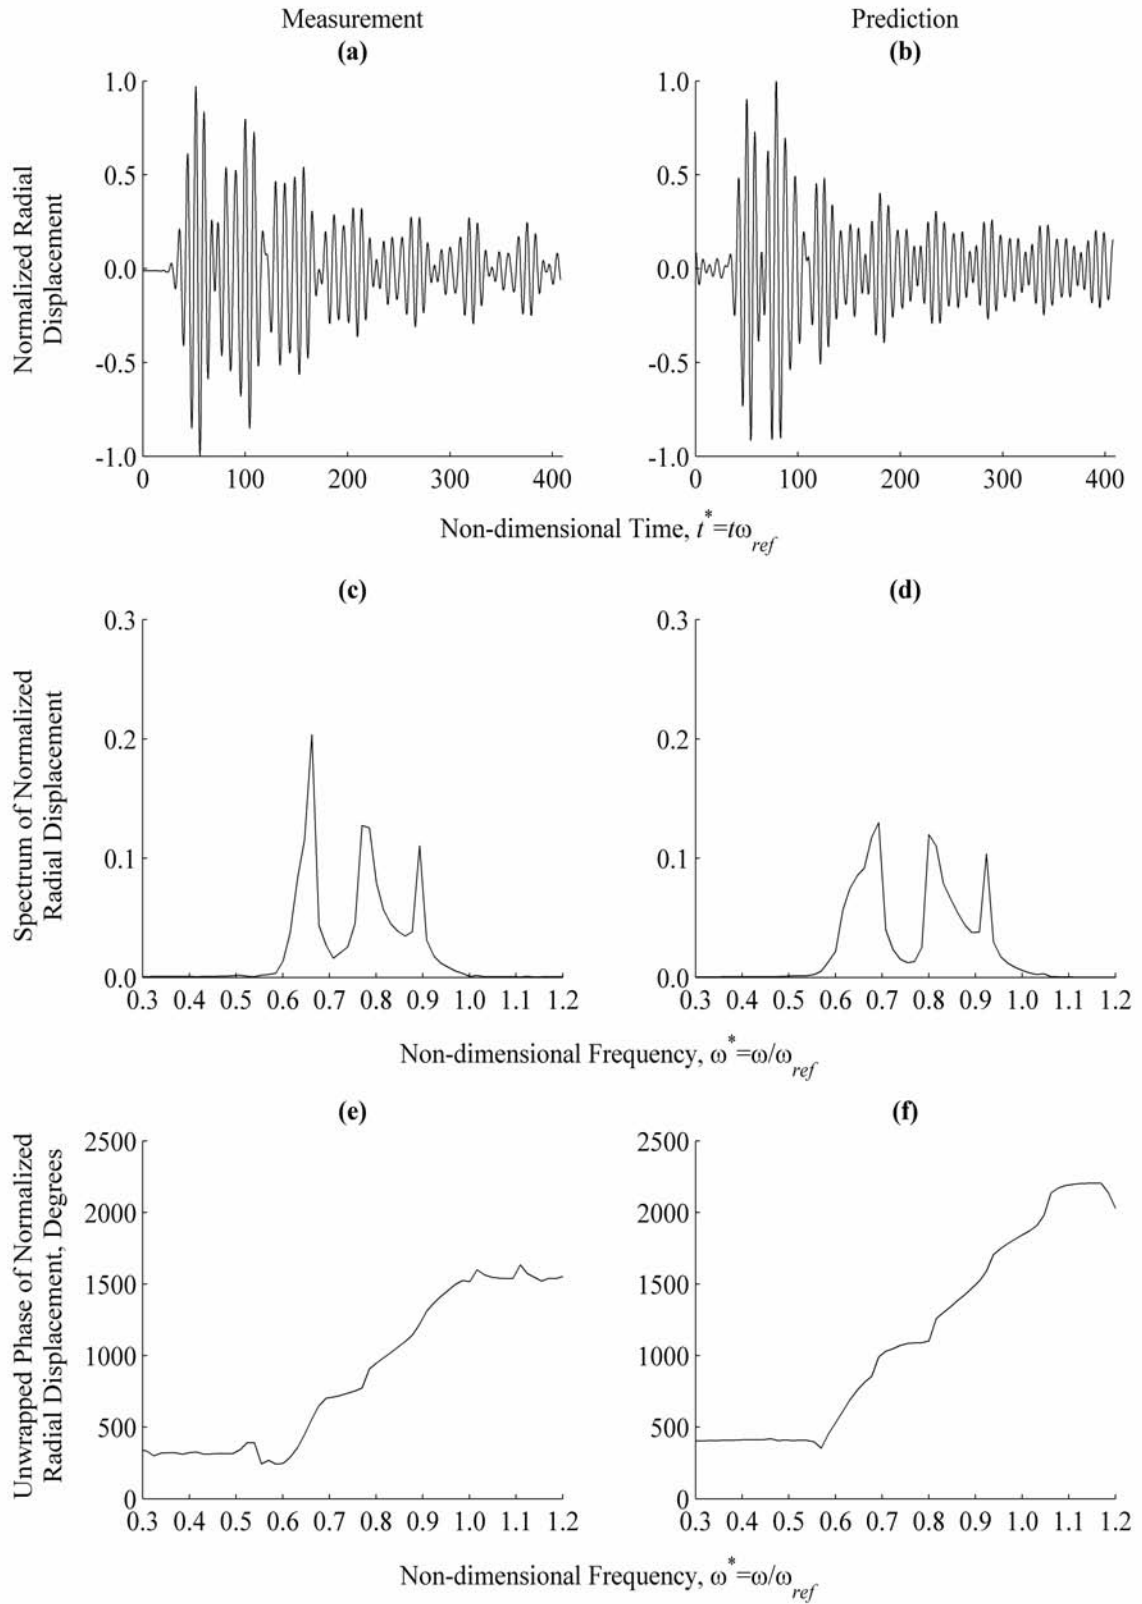 Measurement
Prediction
(a)
(b)
Normalized Radial
Displacement
1.0
0.5
0.0
-0.5
-1.0
0 100 200 300 400
1.0
0.5
0.0
-0.5
-1.0
0 100 200 300 400
Non-dimensional Time, t*=tω_ref
(c)
(d)
Spectrum of Normalized
Radial Displacement
0.3
0.2
0.1
0.0
0.3 0.4 0.5 0.6 0.7 0.8 0.9 1.0 1.1 1.2
0.3
0.2
0.1
0.0
0.3 0.4 0.5 0.6 0.7 0.8 0.9 1.0 1.1 1.2
Non-dimensional Frequency, ω*=ω/ω_ref
(e)
(f)
Unwrapped Phase of Normalized
Radial Displacement, Degrees
2500
2000
1500
1000
500
0
0.3 0.4 0.5 0.6 0.7 0.8 0.9 1.0 1.1 1.2
2500
2000
1500
1000
500
0
0.3 0.4 0.5 0.6 0.7 0.8 0.9 1.0 1.1 1.2
Non-dimensional Frequency, ω*=ω/ω_ref